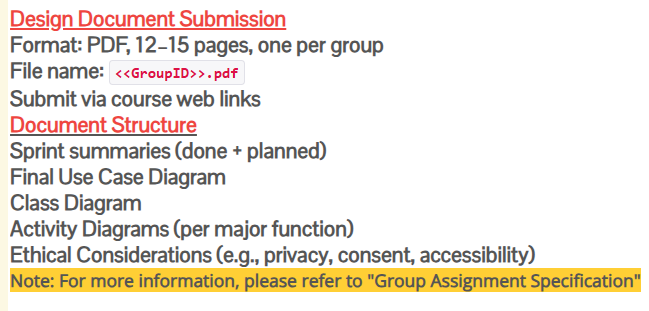 Design Document Submission
Format: PDF, 12–15 pages, one per group
File name: <<GroupID>>.pdf
Submit via course web links
Document Structure
Sprint summaries (done + planned)
Final Use Case Diagram
Class Diagram
Activity Diagrams (per major function)
Ethical Considerations (e.g., privacy, consent, accessibility)
Note: For more information, please refer to "Group Assignment Specification"